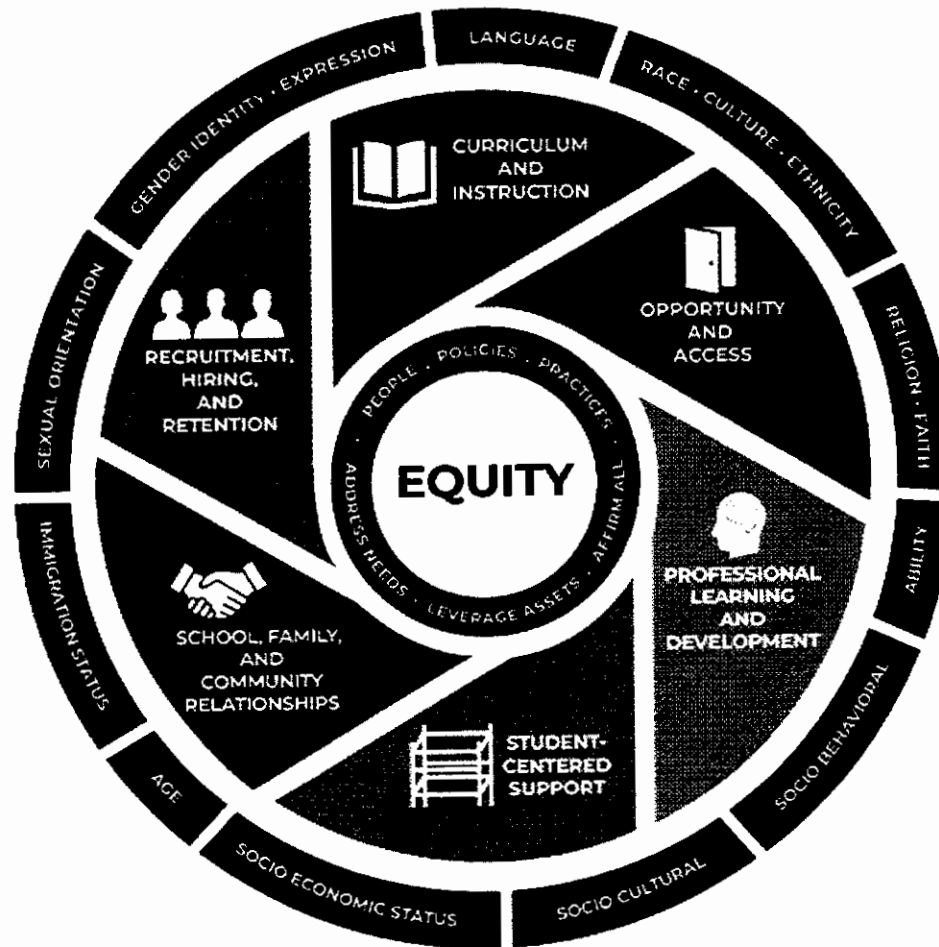 LANGUAGE
RACE · CULTURE · ETHNICITY
RELIGION · FAITH
ABILITY
SOCIO BEHAVIORAL
SOCIO CULTURAL
SOCIO ECONOMIC STATUS
AGE
IMMIGRATION STATUS
SEXUAL ORIENTATION
GENDER IDENTITY · EXPRESSION
CURRICULUM
AND
INSTRUCTION
OPPORTUNITY
AND
ACCESS
PROFESSIONAL
LEARNING
AND
DEVELOPMENT
STUDENT-
CENTERED
SUPPORT
SCHOOL, FAMILY,
AND
COMMUNITY
RELATIONSHIPS
RECRUITMENT,
HIRING,
AND
RETENTION
PEOPLE · POLICIES · PRACTICES ·
AFFIRM ALL · LEVERAGE ASSETS · ADDRESS NEEDS ·
EQUITY